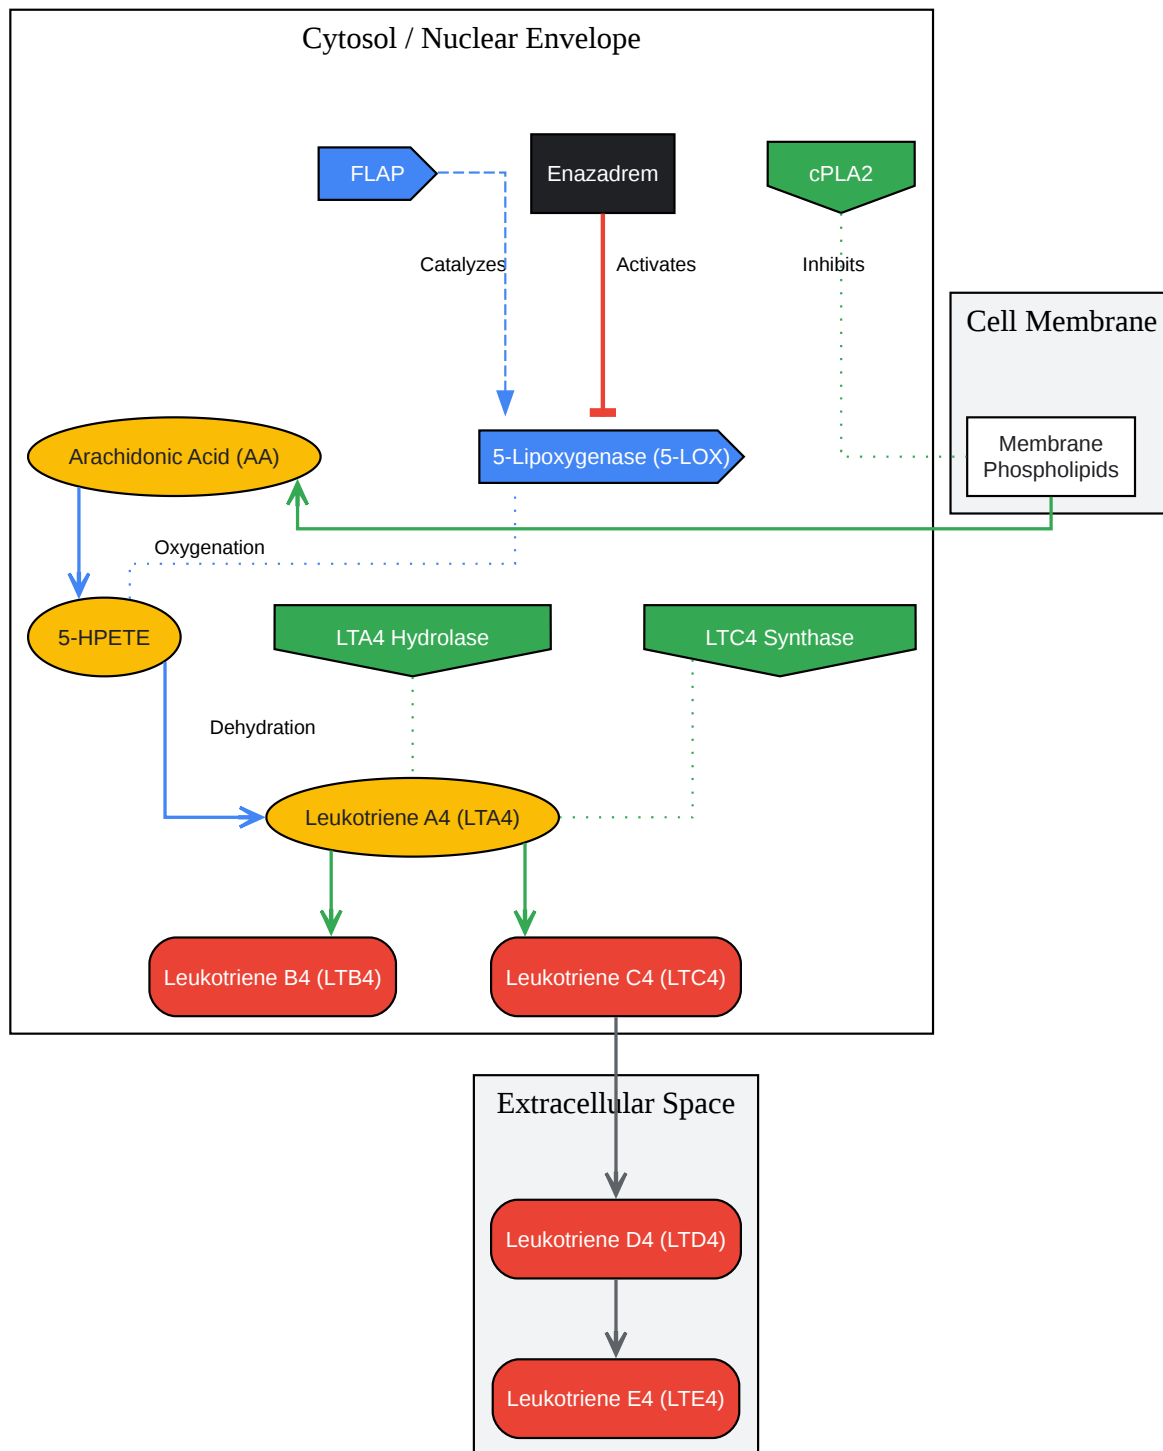 Cytosol / Nuclear Envelope
FLAP
Enazadrem
cPLA2
Catalyzes
Activates
Inhibits
Cell Membrane
Arachidonic Acid (AA)
5-Lipoxygenase (5-LOX)
Membrane
Phospholipids
Oxygenation
5-HPETE
LTA4 Hydrolase
LTC4 Synthase
Dehydration
Leukotriene A4 (LTA4)
Leukotriene B4 (LTB4)
Leukotriene C4 (LTC4)
Extracellular Space
Leukotriene D4 (LTD4)
Leukotriene E4 (LTE4)